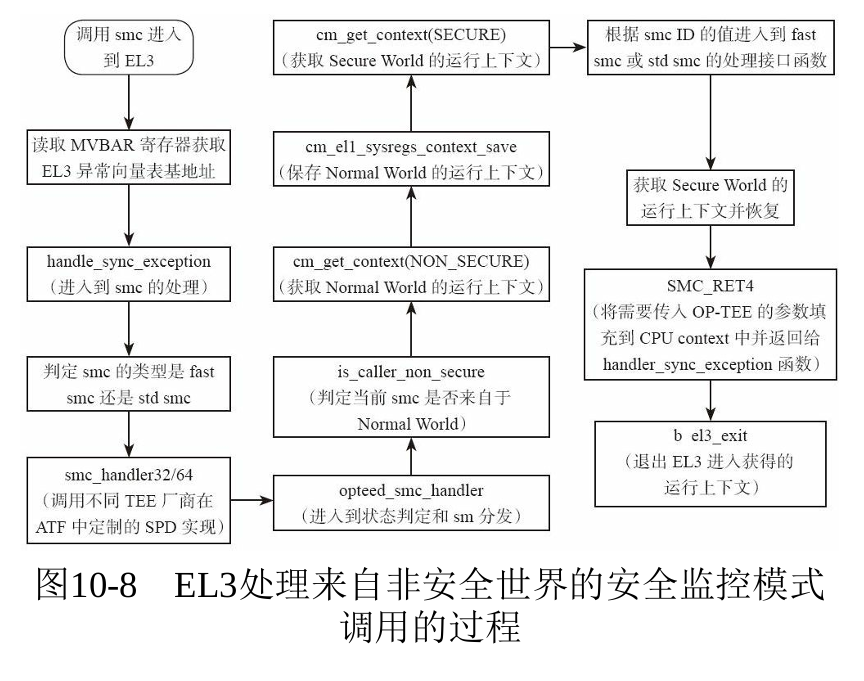 调用 smc 进入
到 EL3
读取 MVBAR 寄存器获取
EL3 异常向量表基地址
handle_sync_exception
（进入到 smc 的处理）
判定 smc 的类型是 fast
smc 还是 std smc
smc_handler32/64
（调用不同 TEE 厂商在
ATF 中定制的 SPD 实现）
opteed_smc_handler
（进入到状态判定和 sm 分发）
is_caller_non_secure
（判定当前 smc 是否来自于
Normal World）
cm_get_context(NON_SECURE)
（获取 Normal World 的运行上下文）
cm_el1_sysregs_context_save
（保存 Normal World 的运行上下文）
cm_get_context(SECURE)
（获取 Secure World 的运行上下文）
根据 smc ID 的值进入到 fast
smc 或 std smc 的处理接口函数
获取 Secure World 的
运行上下文并恢复
SMC_RET4
（将需要传入 OP-TEE 的参数填
充到 CPU context 中并返回给
handler_sync_exception 函数）
b el3_exit
（退出 EL3 进入获得的
运行上下文）
图10-8 EL3处理来自非安全世界的安全监控模式
调用的过程